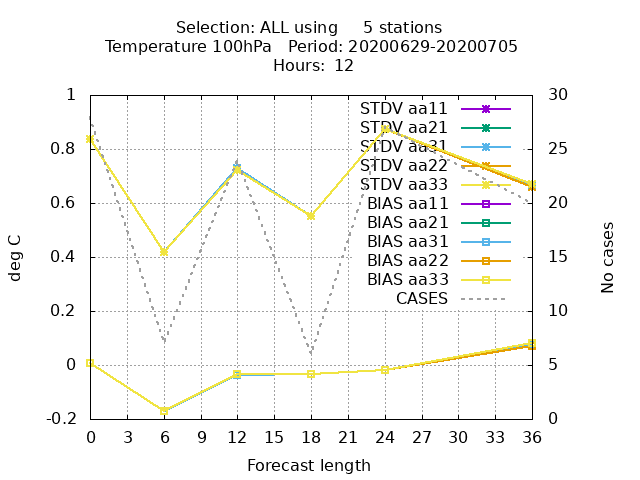 Selection: ALL using     5 stations
Temperature 100hPa   Period: 20200629-20200705
Hours: 12
1
0.8
0.6
0.4
0.2
0
-0.2
deg C
30
25
20
15
10
5
0
No cases
STDV aa11
STDV aa21
STDV aa31
STDV aa22
STDV aa33
BIAS aa11
BIAS aa21
BIAS aa31
BIAS aa22
BIAS aa33
CASES
0 3 6 9 12 15 18 21 24 27 30 33 36
Forecast length